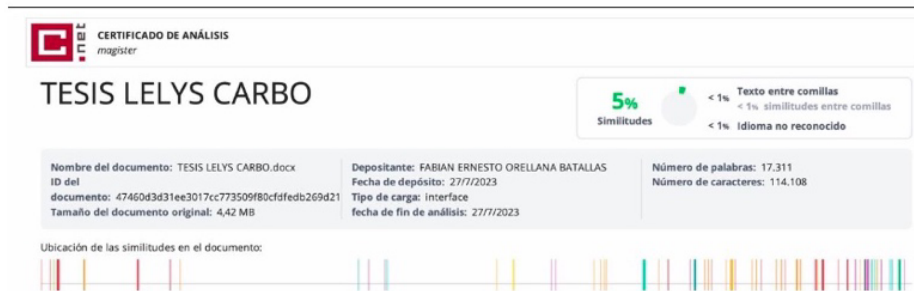 C
.net
CERTIFICADO DE ANÁLISIS
magister
TESIS LELYS CARBO
5%
Similitudes
< 1% Texto entre comillas
< 1% similitudes entre comillas
< 1% Idioma no reconocido
Nombre del documento: TESIS LELYS CARBO.docx
ID del
documento: 47460d3d31ee3017cc773509f80cfdfedb269d21
Tamaño del documento original: 4,42 MB
Depositante: FABIAN ERNESTO ORELLANA BATALLAS
Fecha de depósito: 27/7/2023
Tipo de carga: interface
fecha de fin de análisis: 27/7/2023
Número de palabras: 17.311
Número de caracteres: 114.108
Ubicación de las similitudes en el documento: